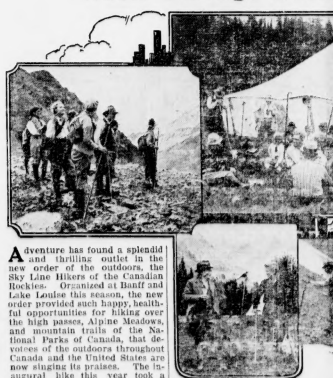 Adventure has found a splendid
and thrilling outlet in the
new order of the outdoors, the
Sky Line Hikers of the Canadian
Rockies. Organized at Banff and
Lake Louise this season, the new
order provided such happy, health-
ful opportunities for hiking over
the high passes, Alpine Meadows,
and mountain trails of the Na-
tional Parks of Canada, that de-
votees of the outdoors throughout
Canada and the United States are
now singing its praises. The in-
augural hike this year took a